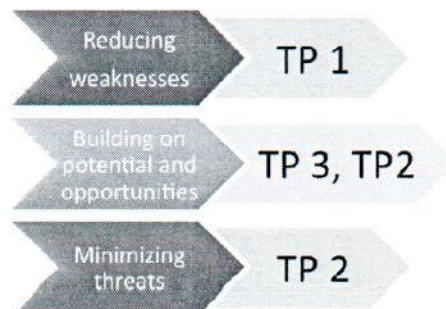 Reducing
weaknesses
TP 1
Building on
potential and
opportunities
TP 3, TP2
Minimizing
threats
TP 2